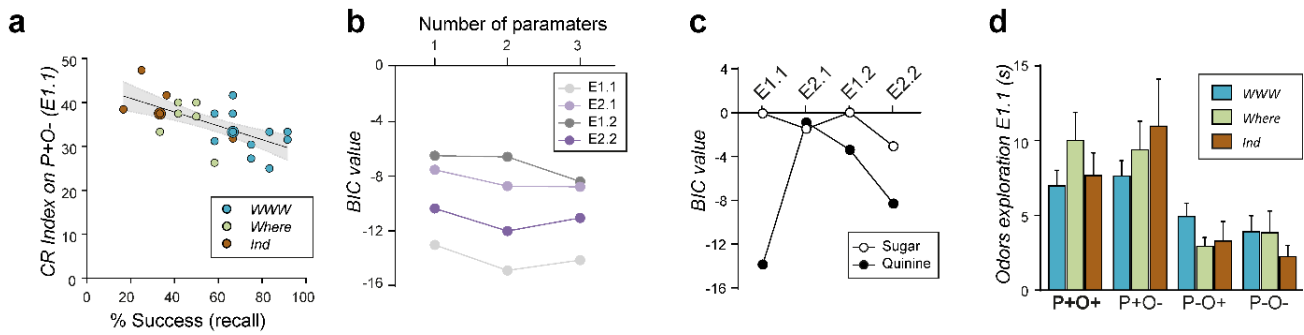 a
CR Index on P+O- (E1.1)
50
40
30
20
10
0
0 20 40 60 80 100
% Success (recall)
WWW
Where
Ind
b
Number of paramaters
1 2 3
BIC value
0
-4
-8
-12
-16
E1.1
E2.1
E1.2
E2.2
c
BIC value
4
0
-4
-8
-12
-16
E1.1 E2.1 E1.2 E2.2
Sugar
Quinine
d
Odors exploration E1.1 (s)
15
10
5
0
P+O+ P+O- P-O+ P-O-
WWW
Where
Ind